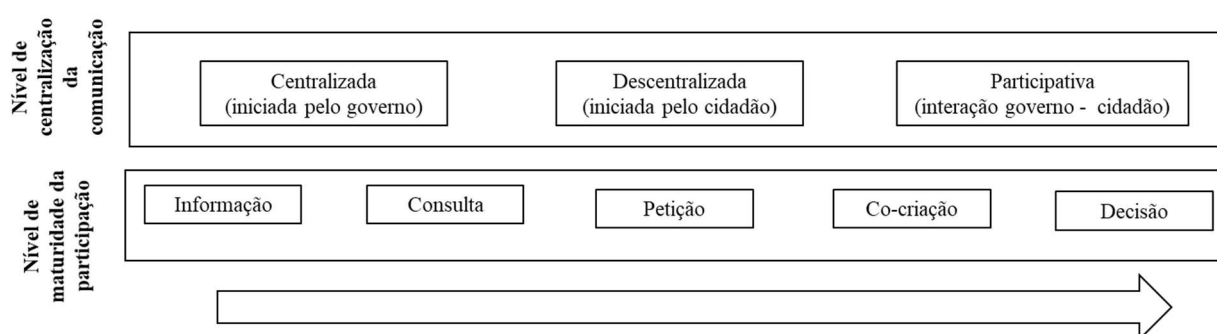 Nível de
centralização
da
comunicação
Centralizada
(iniciada pelo governo)
Descentralizada
(iniciada pelo cidadão)
Participativa
(interação governo - cidadão)
Nível de
maturidade da
participação
Informação
Consulta
Petição
Co-criação
Decisão